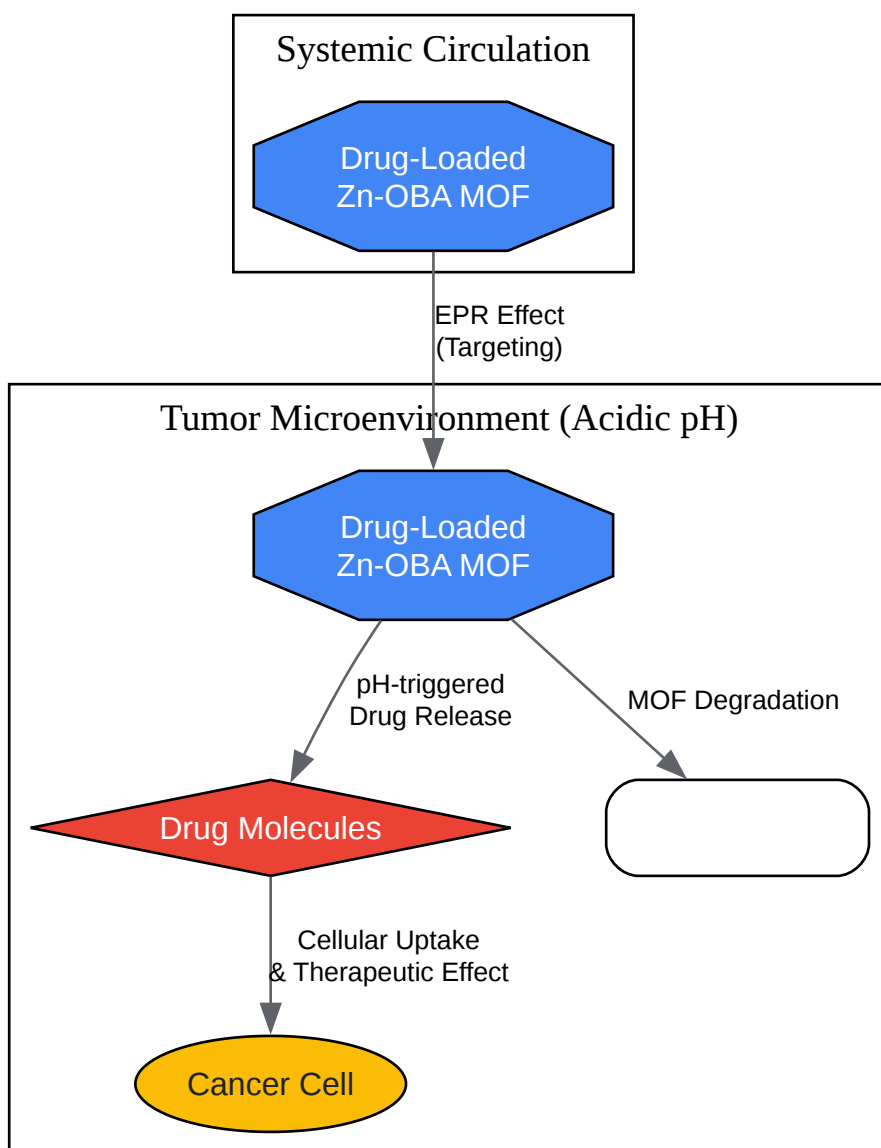 Systemic Circulation
Drug-Loaded
Zn-OBA MOF
EPR Effect
(Targeting)
Tumor Microenvironment (Acidic pH)
Drug-Loaded
Zn-OBA MOF
pH-triggered
Drug Release
MOF Degradation
Drug Molecules
Cellular Uptake
& Therapeutic Effect
Cancer Cell